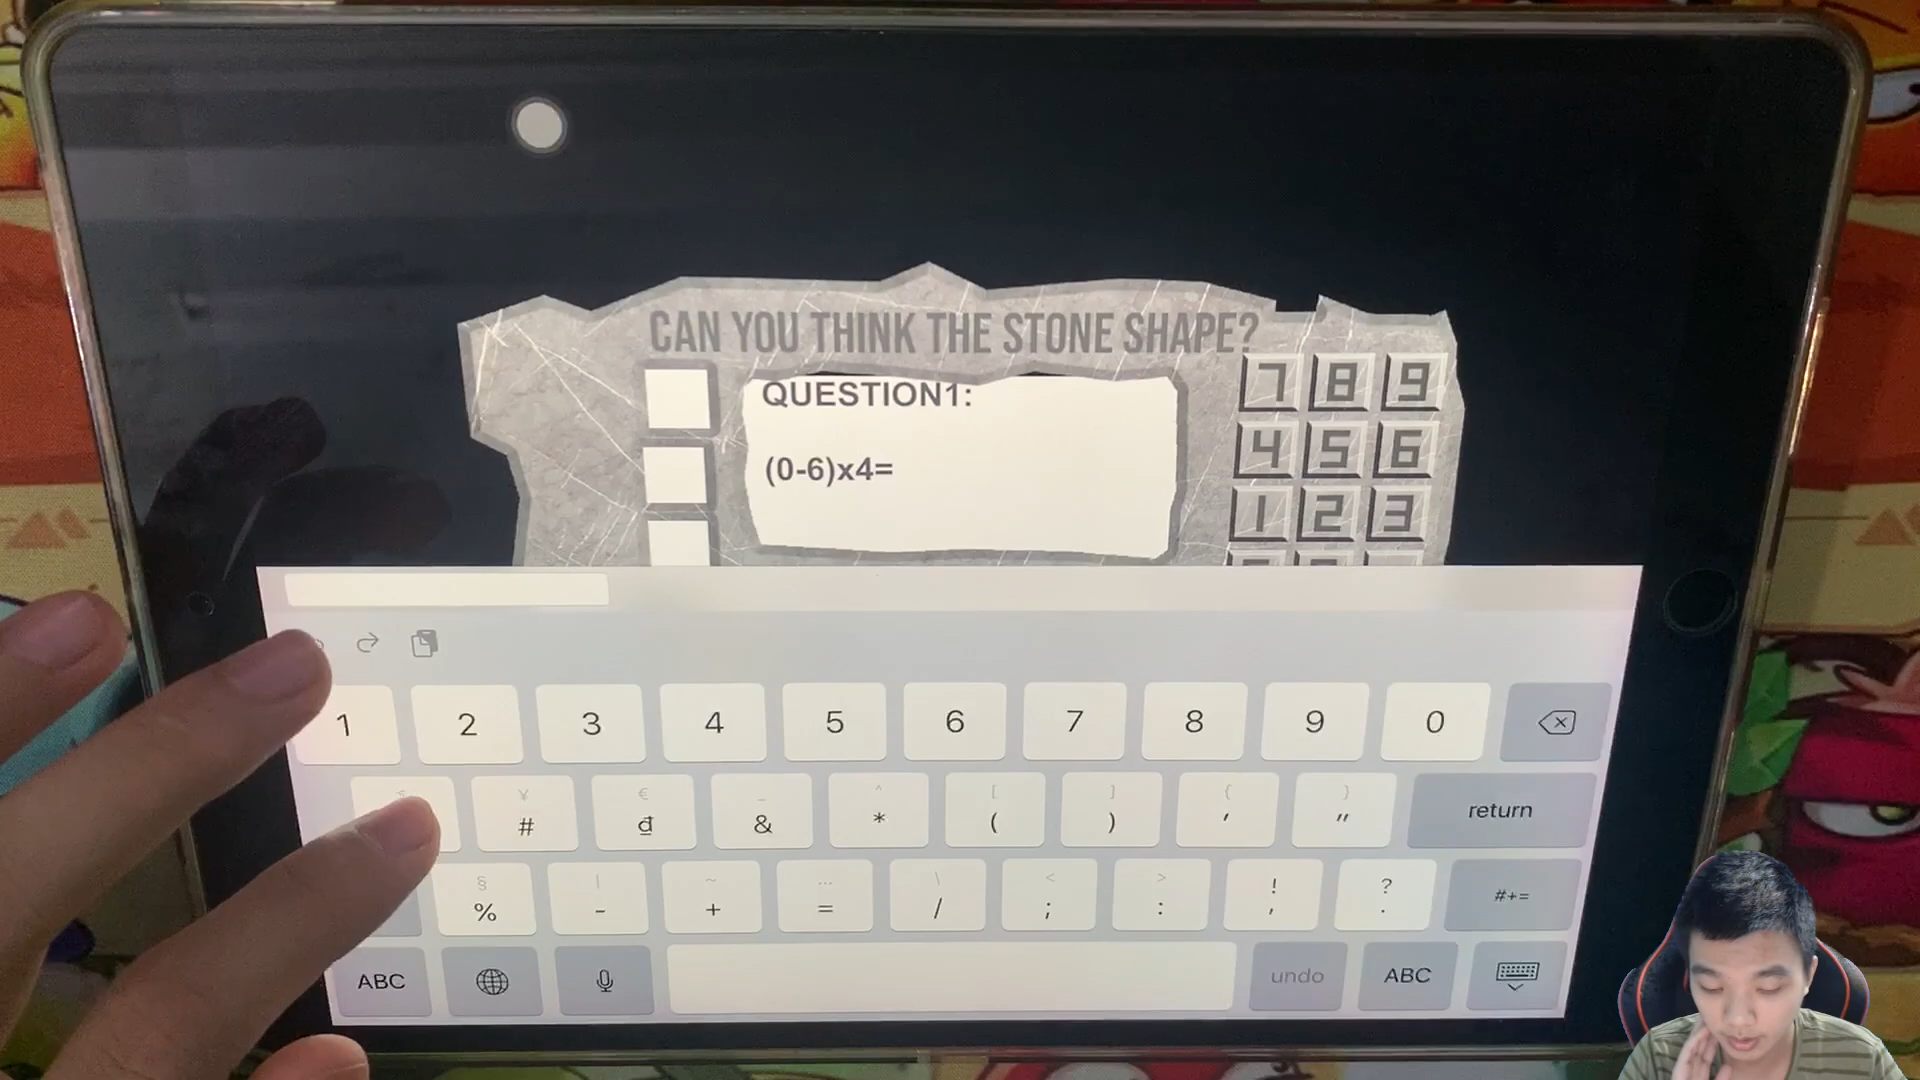 CAN YOU THINK THE STONE SHAPE?
QUESTION1:
(0-6)x4=
7 8 9
4 5 6
1 2 3
1 2 3 4 5 6 7 8 9 0
¥ € _ ^ [ ] { }
# đ & * ( ) ' " return
§ | ~ … \ < > ! ?
% - + = / ; : , . #+=
ABC undo ABC